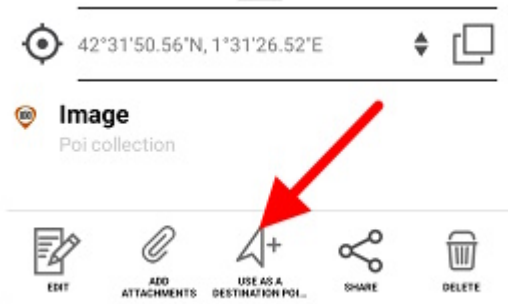 42°31'50.56"N, 1°31'26.52"E
Image
Poi collection
EDIT
ADD
ATTACHMENTS
USE AS A
DESTINATION POI...
SHARE
DELETE